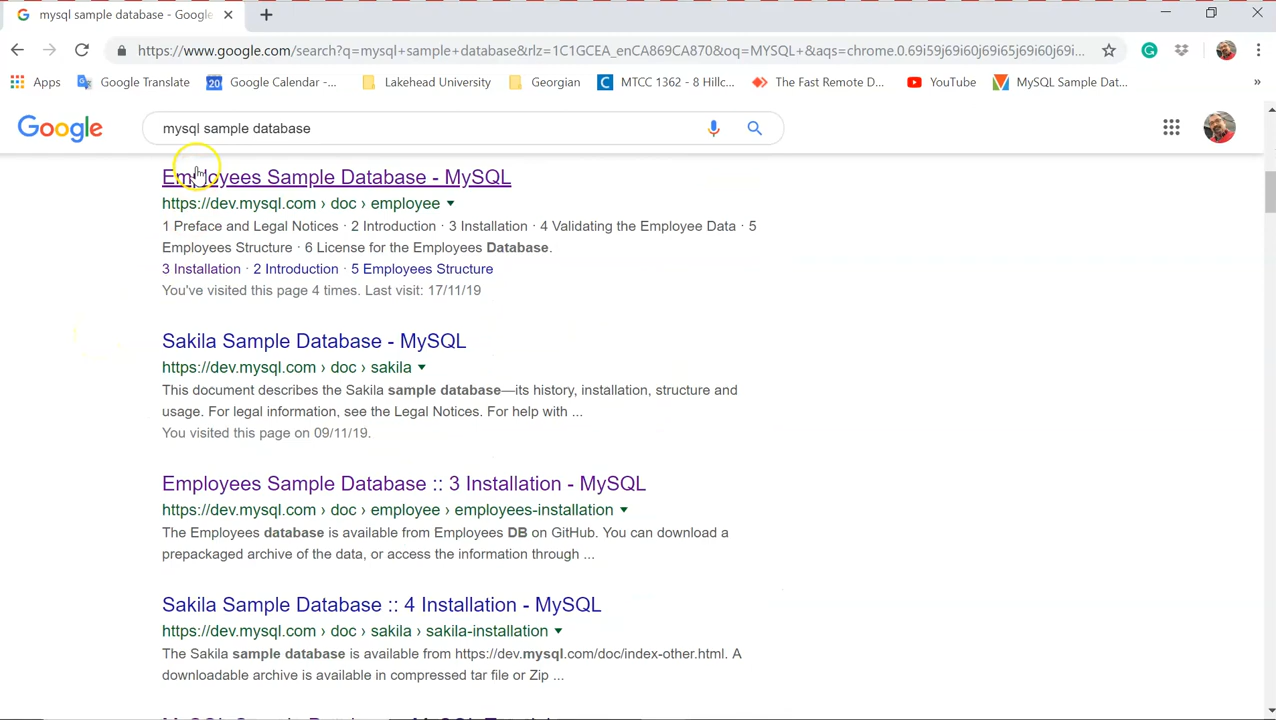 mysql sample database - Google
https://www.google.com/search?q=mysql+sample+database&rlz=1C1GCEA_enCA869CA870&oq=MYSQL+&aqs=chrome.0.69i59j69i60j69i65j69i60j69i...
Apps Google Translate 20 Google Calendar -... Lakehead University Georgian C MTCC 1362 - 8 Hillc... The Fast Remote D... YouTube MySQL Sample Dat... »
Google mysql sample database
Employees Sample Database - MySQL
https://dev.mysql.com › doc › employee
1 Preface and Legal Notices · 2 Introduction · 3 Installation · 4 Validating the Employee Data · 5
Employees Structure · 6 License for the Employees Database.
3 Installation · 2 Introduction · 5 Employees Structure
You've visited this page 4 times. Last visit: 17/11/19
Sakila Sample Database - MySQL
https://dev.mysql.com › doc › sakila
This document describes the Sakila sample database—its history, installation, structure and
usage. For legal information, see the Legal Notices. For help with ...
You visited this page on 09/11/19.
Employees Sample Database :: 3 Installation - MySQL
https://dev.mysql.com › doc › employee › employees-installation
The Employees database is available from Employees DB on GitHub. You can download a
prepackaged archive of the data, or access the information through ...
Sakila Sample Database :: 4 Installation - MySQL
https://dev.mysql.com › doc › sakila › sakila-installation
The Sakila sample database is available from https://dev.mysql.com/doc/index-other.html. A
downloadable archive is available in compressed tar file or Zip ...